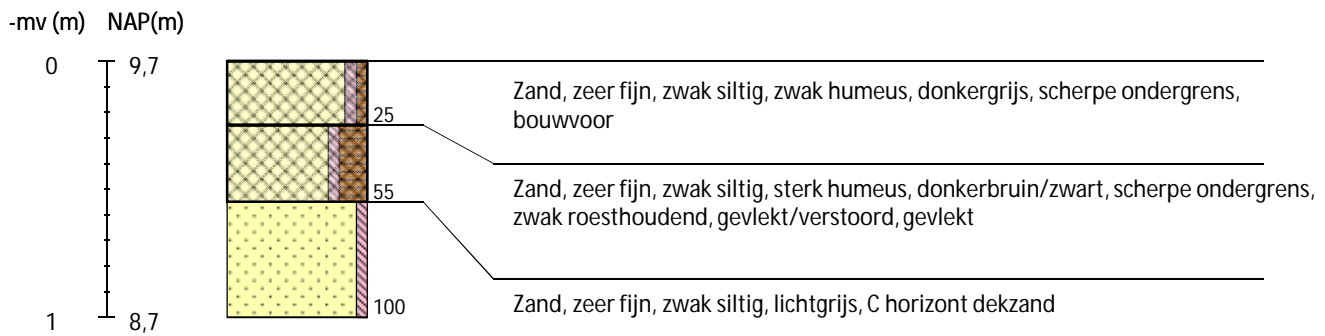 -mv (m) NAP(m)
0 9,7
Zand, zeer fijn, zwak siltig, zwak humeus, donkergrijs, scherpe ondergrens,
bouwvoor
25
Zand, zeer fijn, zwak siltig, sterk humeus, donkerbruin/zwart, scherpe ondergrens,
zwak roesthoudend, gevlekt/verstoord, gevlekt
55
Zand, zeer fijn, zwak siltig, lichtgrijs, C horizont dekzand
100
1 8,7